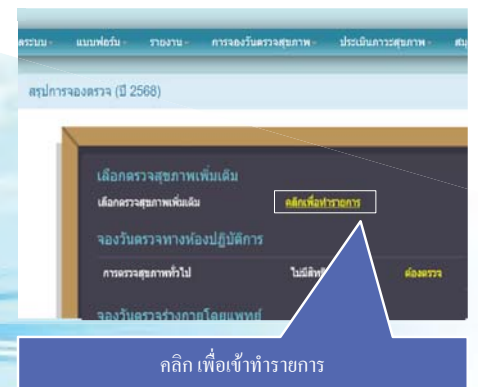 แบบฟอร์ม รายงาน การจองวันตรวจสุขภาพ ประเมินภาวะสุขภาพ
สรุปการจองตรวจ (ปี 2568)
เลือกตรวจสุขภาพเพิ่มเติม
เลือกตรวจสุขภาพเพิ่มเติม คลิกเพื่อทำรายการ
จองวันตรวจทางห้องปฏิบัติการ
การตรวจสุขภาพทั่วไป ต้องตรวจ
จองวันตรวจร่างกายโดยแพทย์
คลิก เพื่อเข้าทำรายการ